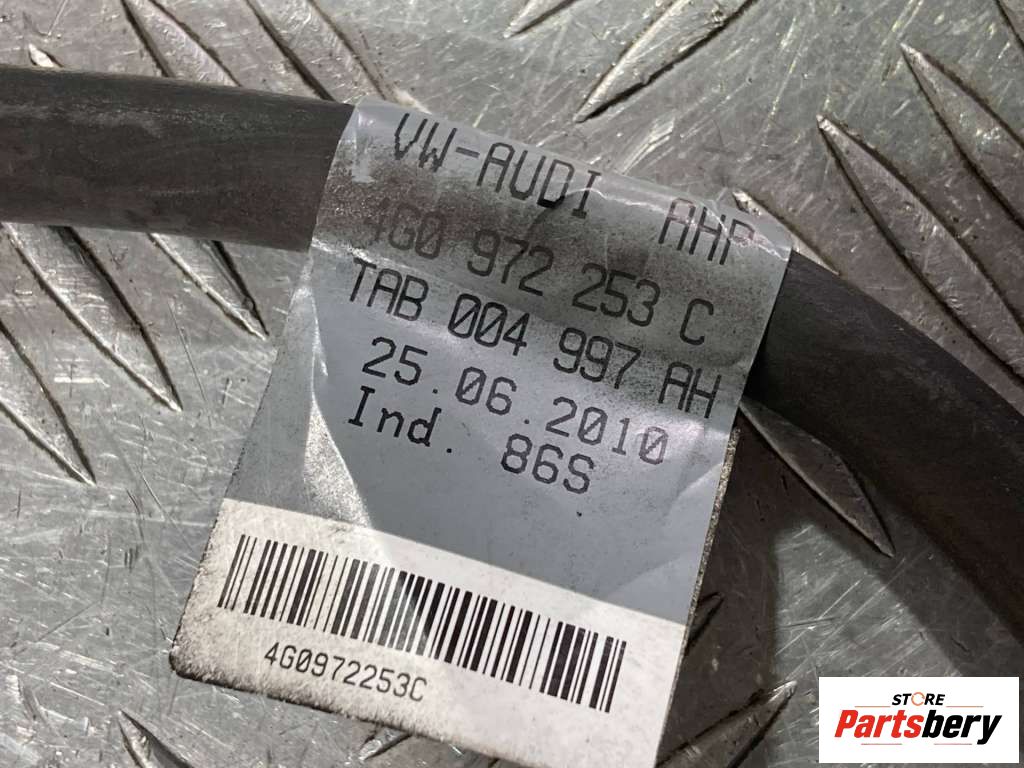 VW-AUDI AHP
4G0 972 253 C
TAB 004 997 AH
25.06.2010
Ind. 86S
4G0972253C
STORE
Partsbery